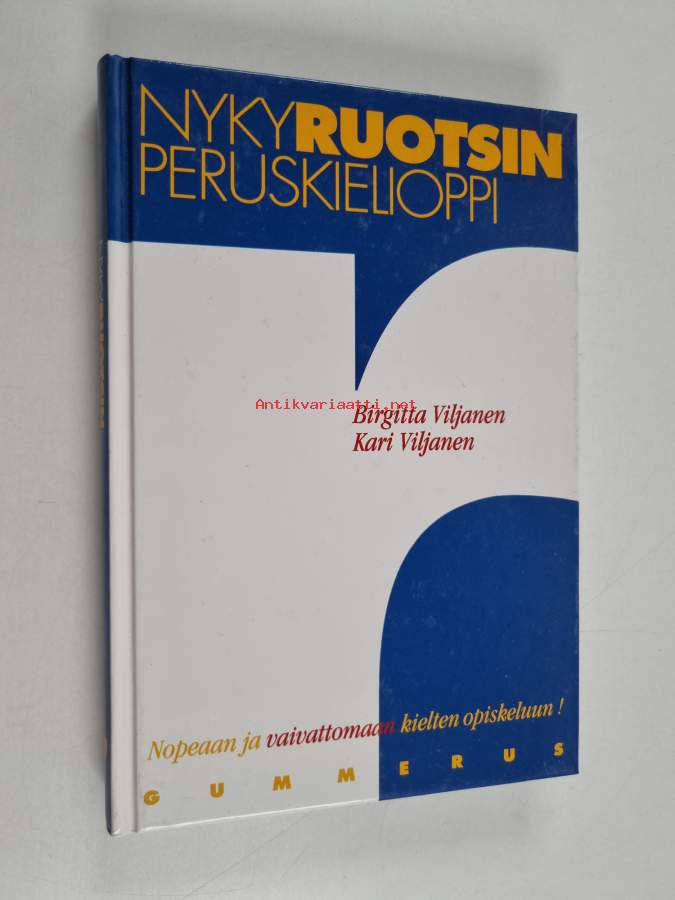 NYKYRUOTSIN
PERUSKIELIOPPI
Antikvariaatti.net
Birgitta Viljanen
Kari Viljanen
Nopeaan ja vaivattomaan kielten opiskeluun !
GUMMERUS